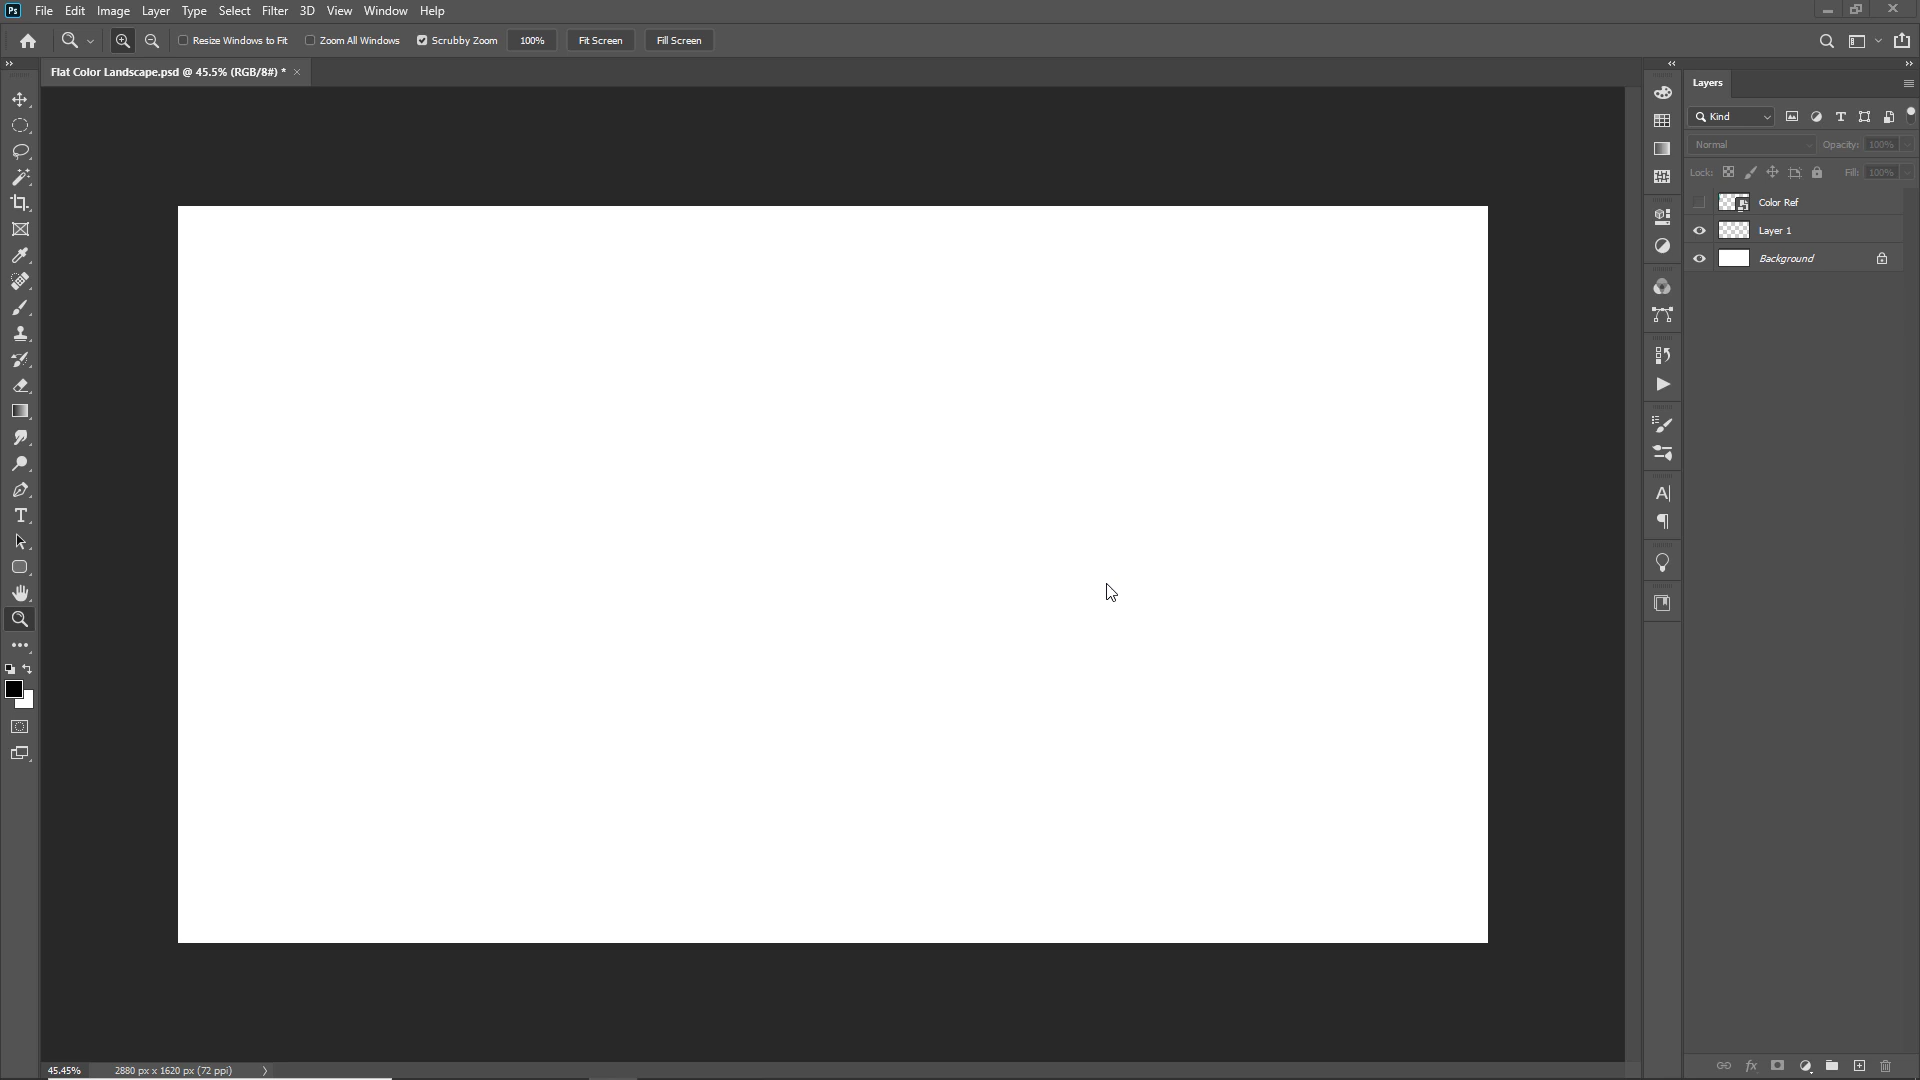 Ps File Edit Image Layer Type Select Filter 3D View Window Help
Resize Windows to Fit Zoom All Windows Scrubby Zoom 100% Fit Screen Fill Screen
Flat Color Landscape.psd @ 45.5% (RGB/8#) * ×
Layers
Kind
Normal Opacity: 100%
Lock: Fill: 100%
Color Ref
Layer 1
Background
45.45% 2880 px x 1620 px (72 ppi)